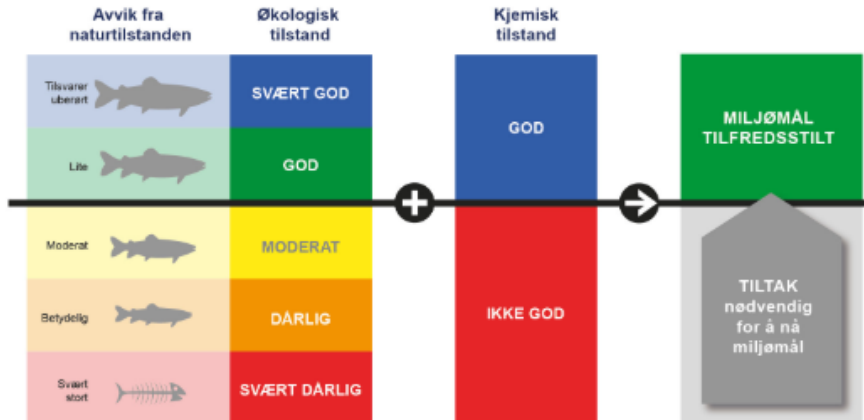 Avvik fra
naturtilstanden
Økologisk
tilstand
Kjemisk
tilstand
Tilsvarer
uberørt
SVÆRT GOD
GOD
MILJØMÅL
TILFREDSSTILT
Lite
GOD
Moderat
MODERAT
Betydelig
DÅRLIG
IKKE GOD
TILTAK
nødvendig
for å nå
miljømål
Svært
stort
SVÆRT DÅRLIG